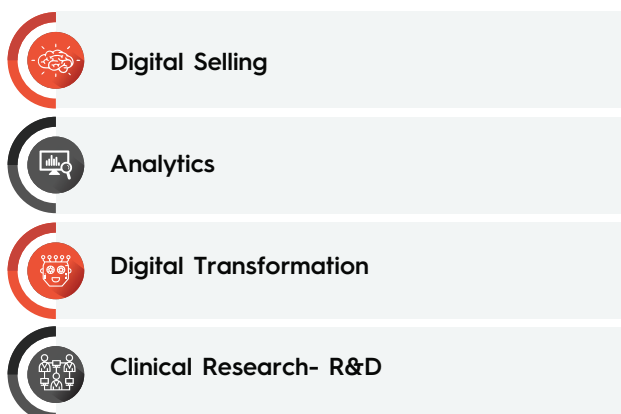 Digital Selling
Analytics
Digital Transformation
Clinical Research- R&D